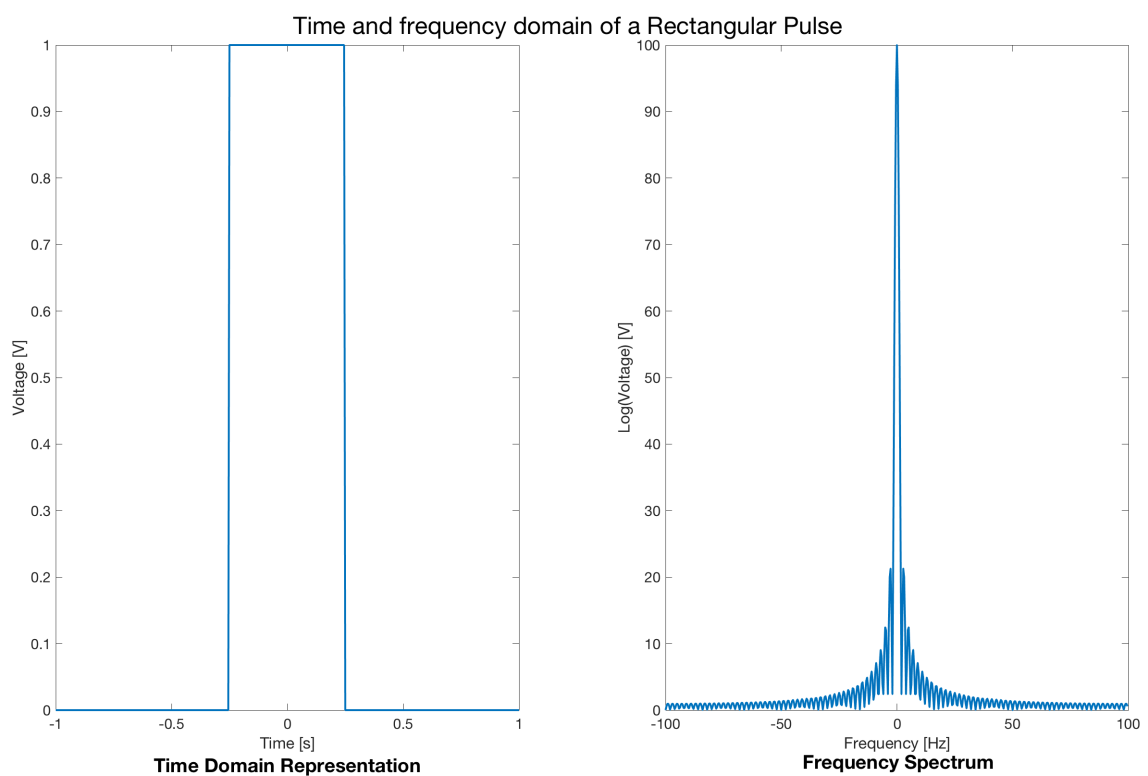 Time and frequency domain of a Rectangular Pulse
1
0.9
0.8
0.7
0.6
0.5
0.4
0.3
0.2
0.1
0
Voltage [V]
-1 -0.5 0 0.5 1
Time [s]
Time Domain Representation
100
90
80
70
60
50
40
30
20
10
0
Log(Voltage) [V]
-100 -50 0 50 100
Frequency [Hz]
Frequency Spectrum